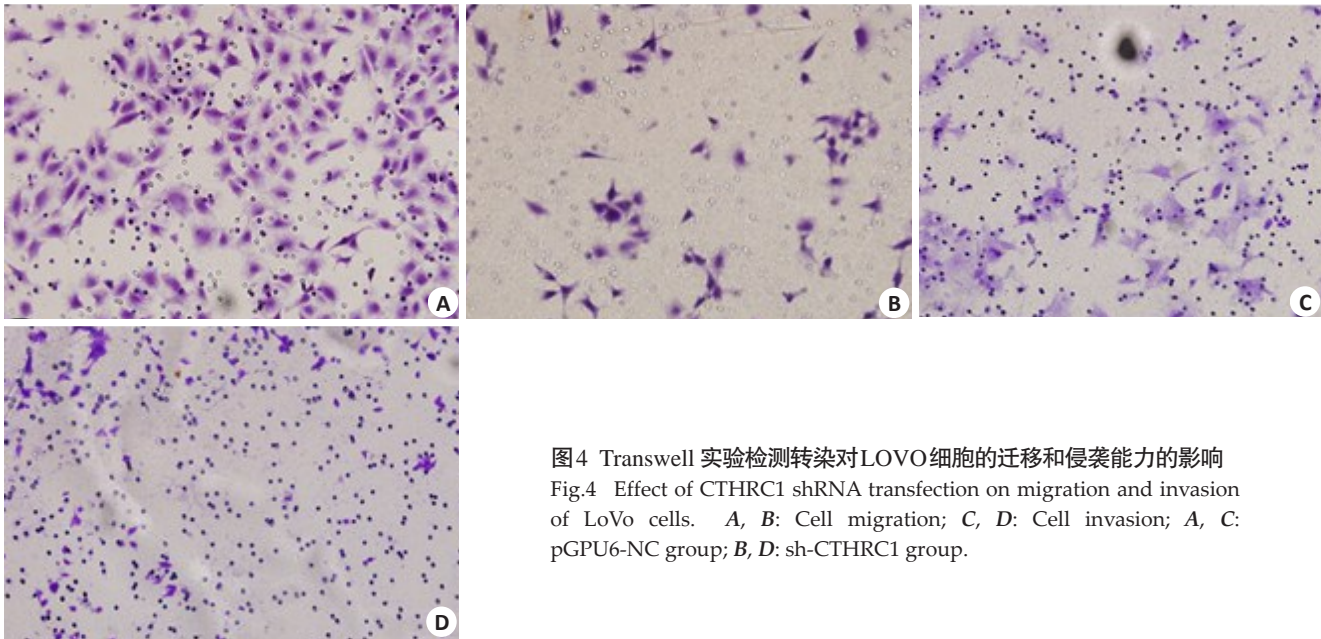 A
B
C
D
图4 Transwell 实验检测转染对LOVO细胞的迁移和侵袭能力的影响
Fig.4 Effect of CTHRC1 shRNA transfection on migration and invasion
of LoVo cells. A, B: Cell migration; C, D: Cell invasion; A, C:
pGPU6-NC group; B, D: sh-CTHRC1 group.